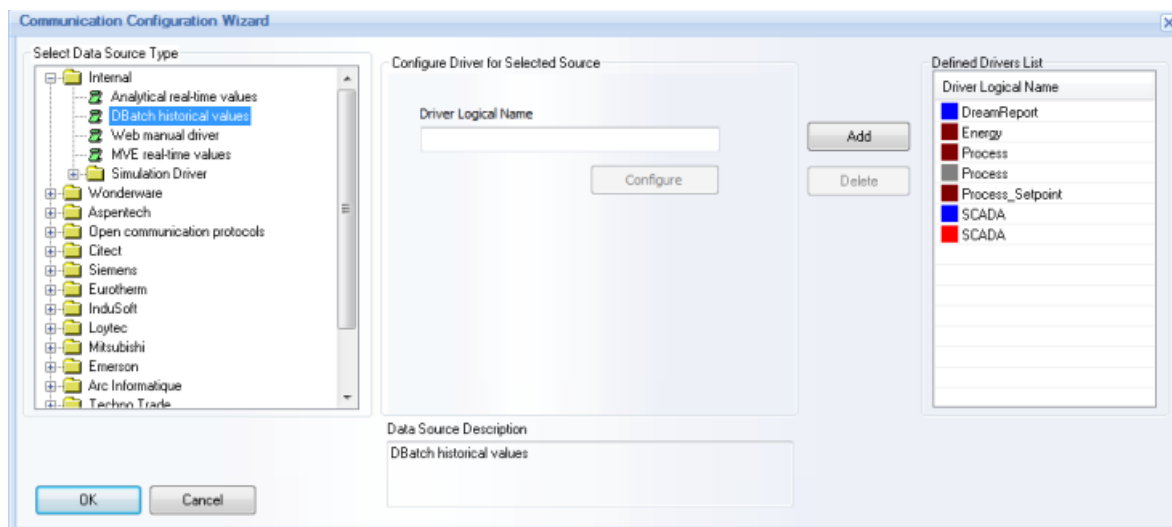 Communication Configuration Wizard
Select Data Source Type
Internal
Analytical real-time values
DBatch historical values
Web manual driver
MVE real-time values
Simulation Driver
Wonderware
Aspentech
Open communication protocols
Citect
Siemens
Eurotherm
InduSoft
Loytec
Mitsubishi
Emerson
Arc Informatique
Techno Trade
Configure Driver for Selected Source
Driver Logical Name
Configure
Add
Delete
Defined Drivers List
Driver Logical Name
DreamReport
Energy
Process
Process
Process_Setpoint
SCADA
SCADA
Data Source Description
DBatch historical values
OK
Cancel